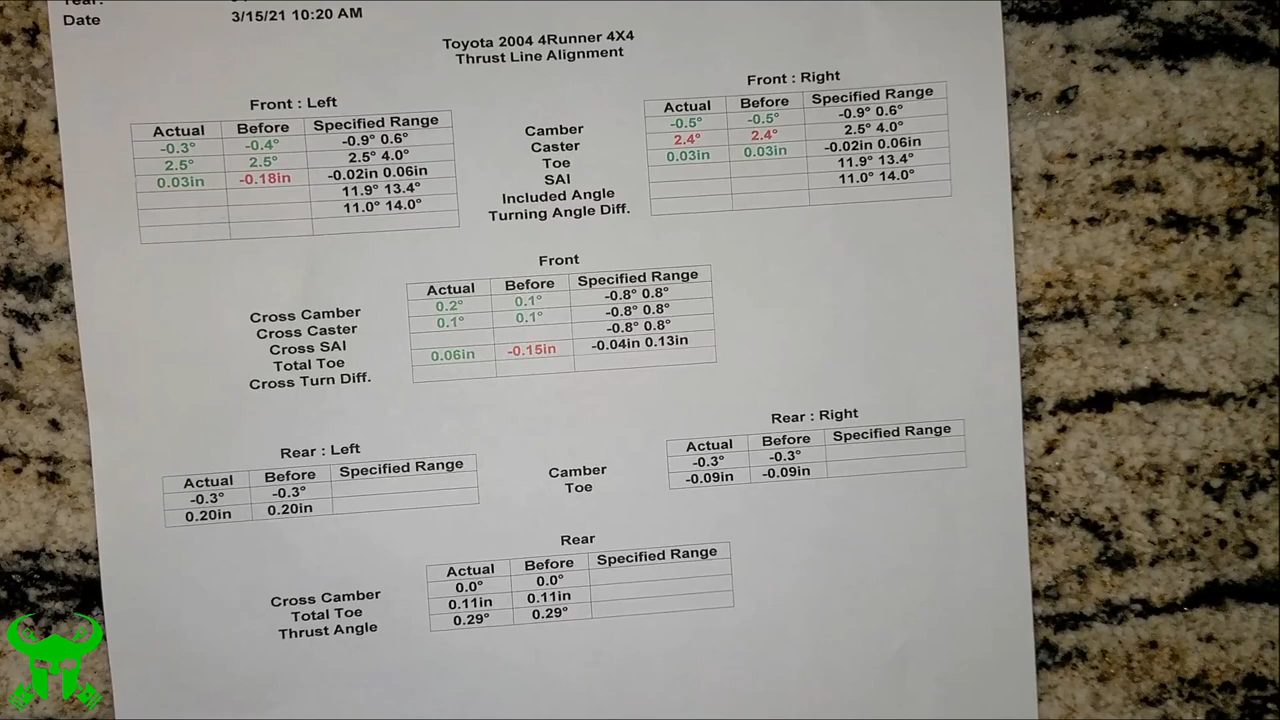 Date 3/15/21 10:20 AM
Toyota 2004 4Runner 4X4
Thrust Line Alignment
Front : Left
Actual Before Specified Range
-0.3° -0.4° -0.9° 0.6°
2.5° 2.5° 2.5° 4.0°
0.03in -0.18in -0.02in 0.06in
11.9° 13.4°
11.0° 14.0°
Camber
Caster
Toe
SAI
Included Angle
Turning Angle Diff.
Front : Right
Actual Before Specified Range
-0.5° -0.5° -0.9° 0.6°
2.4° 2.4° 2.5° 4.0°
0.03in 0.03in -0.02in 0.06in
11.9° 13.4°
11.0° 14.0°
Front
Actual Before Specified Range
Cross Camber 0.2° 0.1° -0.8° 0.8°
Cross Caster 0.1° 0.1° -0.8° 0.8°
Cross SAI -0.8° 0.8°
Total Toe 0.06in -0.15in -0.04in 0.13in
Cross Turn Diff.
Rear : Left
Actual Before Specified Range
-0.3° -0.3°
0.20in 0.20in
Camber
Toe
Rear : Right
Actual Before Specified Range
-0.3° -0.3°
-0.09in -0.09in
Rear
Actual Before Specified Range
Cross Camber 0.0° 0.0°
Total Toe 0.11in 0.11in
Thrust Angle 0.29° 0.29°